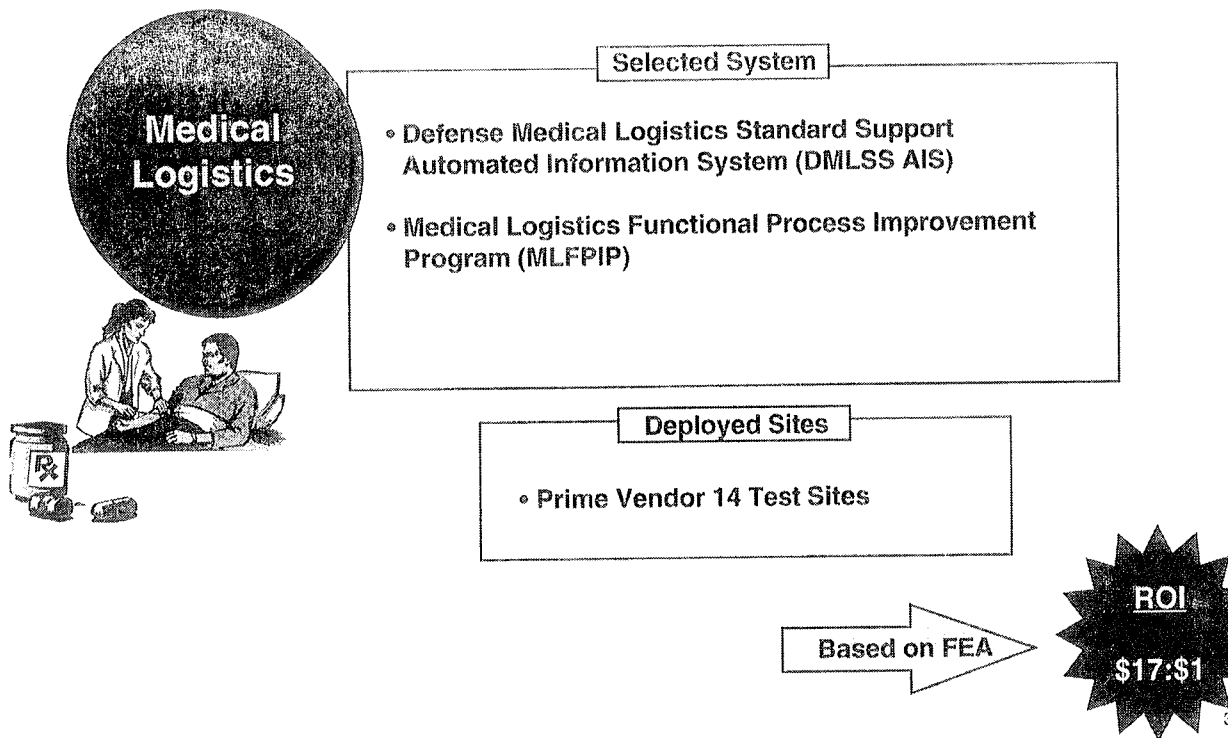 Medical
Logistics
Selected System
• Defense Medical Logistics Standard Support
Automated Information System (DMLSS AIS)
• Medical Logistics Functional Process Improvement
Program (MLFPIP)
Rx
Deployed Sites
• Prime Vendor 14 Test Sites
Based on FEA
ROI
$17:$1